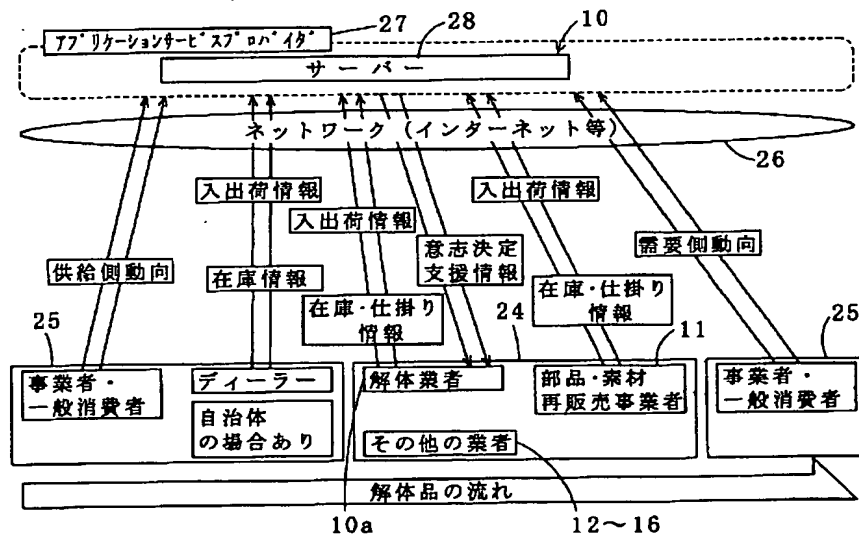 27
28
10
アプリケーションサービスプロバイダ
サーバー
ネットワーク（インターネット等）
26
入出荷情報
入出荷情報
入出荷情報
供給側動向
在庫情報
意志決定
支援情報
需要側動向
在庫・仕掛り
情報
在庫・仕掛り
情報
25
24
11
25
事業者・
一般消費者
ディーラー
自治体
の場合あり
解体業者
部品・素材
再販売事業者
その他の業者
事業者・
一般消費者
解体品の流れ
10a
12〜16